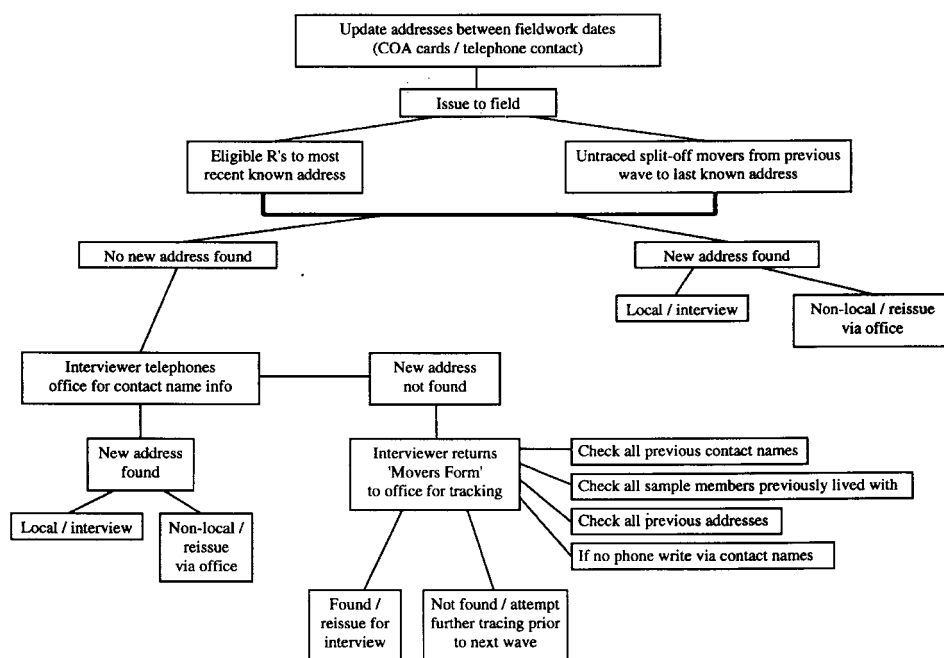 Update addresses between fieldwork dates
(COA cards / telephone contact)
Issue to field
Eligible R's to most
recent known address
Untraced split-off movers from previous
wave to last known address
No new address found
New address found
Local / interview
Non-local / reissue
via office
Interviewer telephones
office for contact name info
New address
not found
New address
found
Local / interview
Non-local /
reissue
via office
Interviewer returns
'Movers Form'
to office for tracking
Check all previous contact names
Check all sample members previously lived with
Check all previous addresses
If no phone write via contact names
Found /
reissue for
interview
Not found / attempt
further tracing prior
to next wave